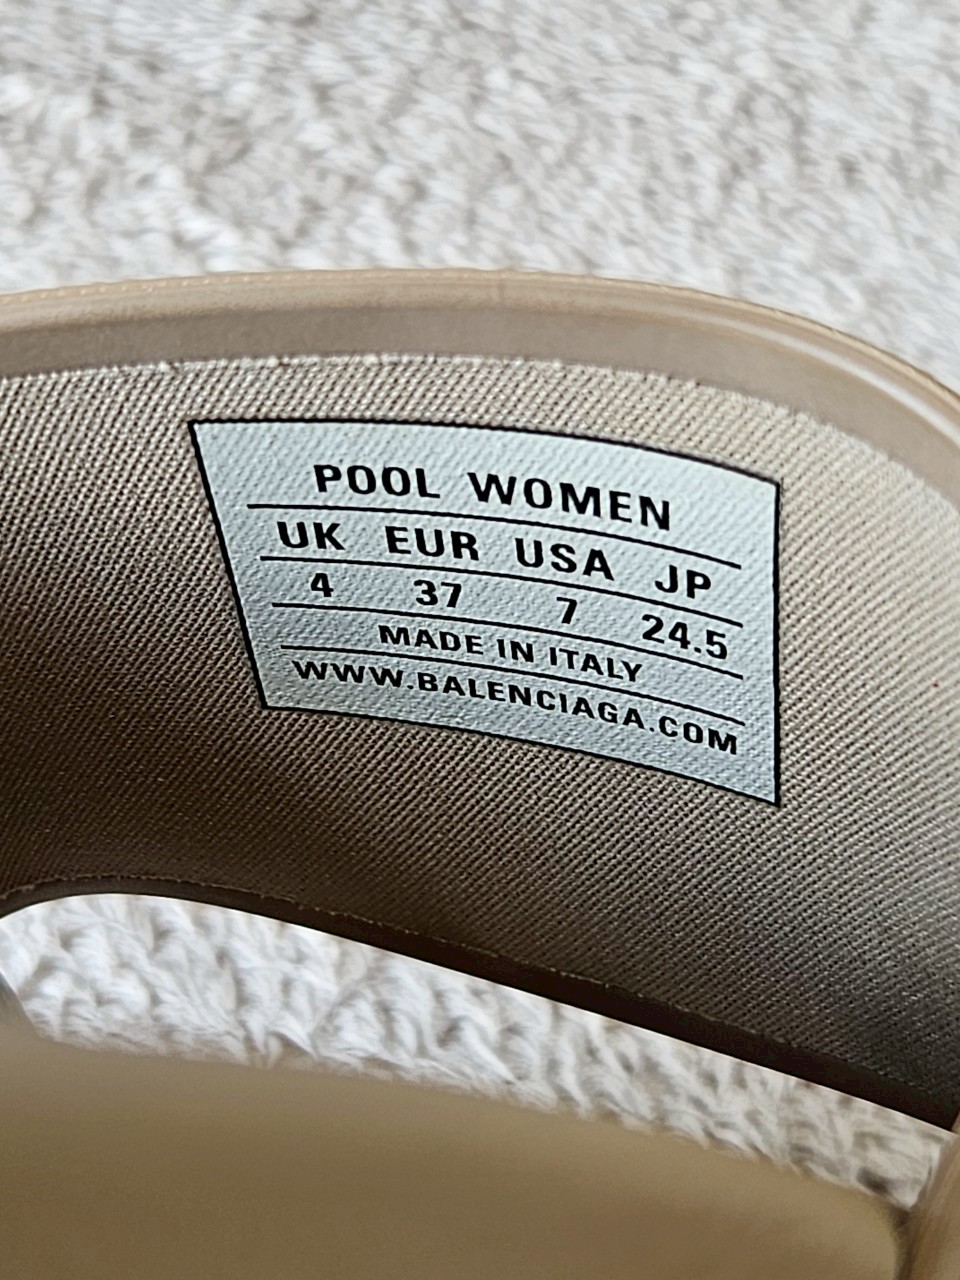 POOL WOMEN
UK EUR USA JP
4 37 7 24.5
MADE IN ITALY
WWW.BALENCIAGA.COM